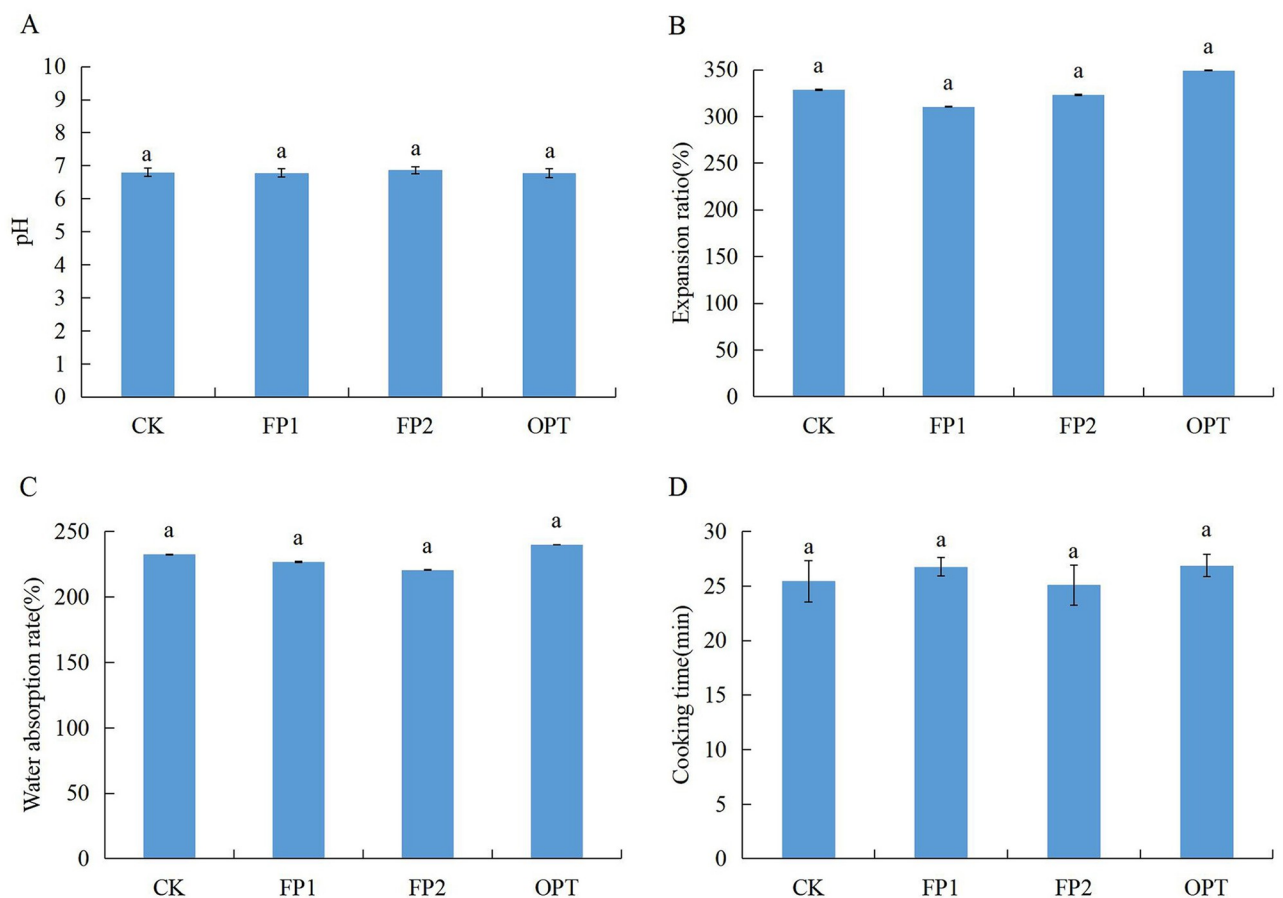 A
10
9
8
7
6
5
4
3
2
1
0
pH
a a a a
CK FP1 FP2 OPT
B
350
300
250
200
150
100
50
0
Expansion ratio(%)
a a a a
CK FP1 FP2 OPT
C
250
200
150
100
50
0
Water absorption rate(%)
a a a a
CK FP1 FP2 OPT
D
30
25
20
15
10
5
0
Cooking time(min)
a a a a
CK FP1 FP2 OPT